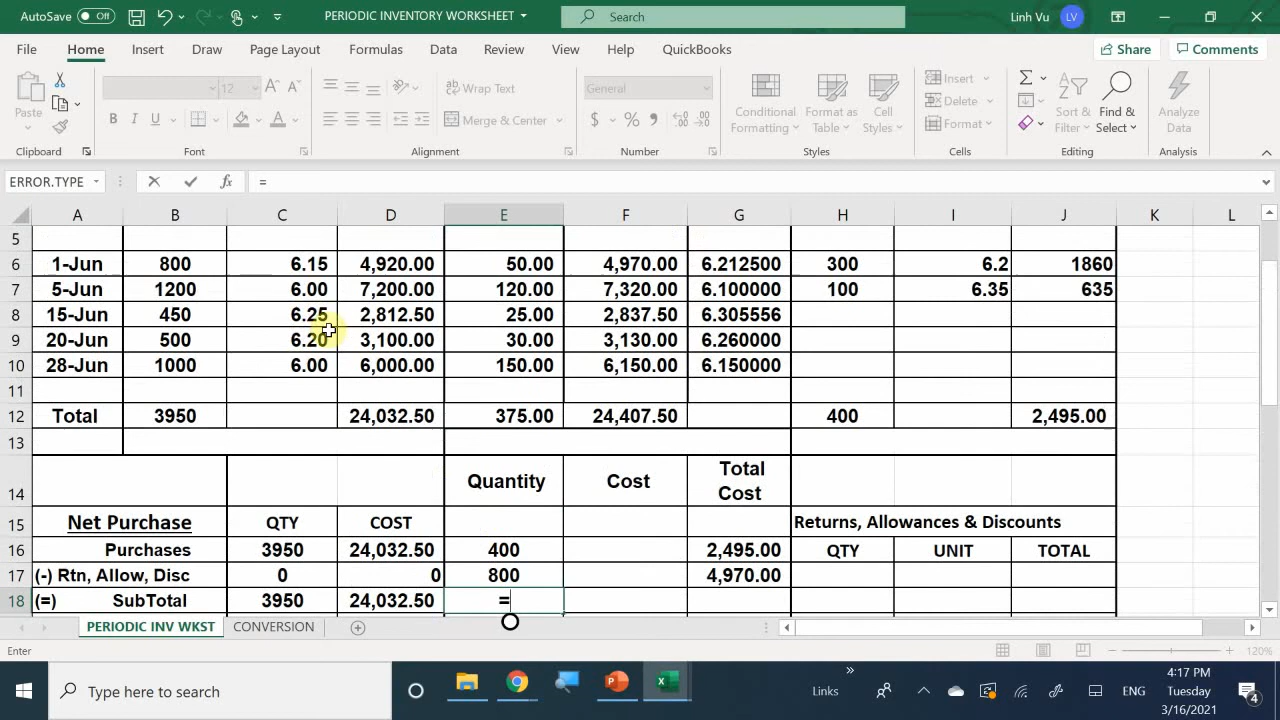 AutoSave Off PERIODIC INVENTORY WORKSHEET Search Linh Vu LV
File Home Insert Draw Page Layout Formulas Data Review View Help QuickBooks Share Comments
Paste 12 B I U A Wrap Text Merge & Center General $ % Conditional Formatting Format as Table Cell Styles Insert Delete Format Sort & Filter Find & Select Analyze Data
Clipboard Font Alignment Number Styles Cells Editing Analysis
ERROR.TYPE fx =
A B C D E F G H I J K L
5
6 1-Jun 800 6.15 4,920.00 50.00 4,970.00 6.212500 300 6.2 1860
7 5-Jun 1200 6.00 7,200.00 120.00 7,320.00 6.100000 100 6.35 635
8 15-Jun 450 6.25 2,812.50 25.00 2,837.50 6.305556
9 20-Jun 500 6.20 3,100.00 30.00 3,130.00 6.260000
10 28-Jun 1000 6.00 6,000.00 150.00 6,150.00 6.150000
11
12 Total 3950 24,032.50 375.00 24,407.50 400 2,495.00
13
14 Quantity Cost Total Cost
15 Net Purchase QTY COST Returns, Allowances & Discounts
16 Purchases 3950 24,032.50 400 2,495.00 QTY UNIT TOTAL
17 (-) Rtn, Allow, Disc 0 0 800 4,970.00
18 (=) SubTotal 3950 24,032.50 =
PERIODIC INV WKST CONVERSION
Enter 120%
Type here to search Links ENG 4:17 PM
Tuesday
3/16/2021 4